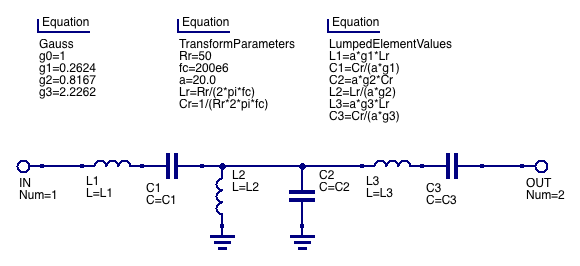 Equation
Gauss
g0=1
g1=0.2624
g2=0.8167
g3=2.2262
Equation
TransformParameters
Rr=50
fc=200e6
a=20.0
Lr=Rr/(2*pi*fc)
Cr=1/(Rr*2*pi*fc)
Equation
LumpedElementValues
L1=a*g1*Lr
C1=Cr/(a*g1)
C2=a*g2*Cr
L2=Lr/(a*g2)
L3=a*g3*Lr
C3=Cr/(a*g3)
IN
Num=1
L1
L=L1
C1
C=C1
L2
L=L2
C2
C=C2
L3
L=L3
C3
C=C3
OUT
Num=2